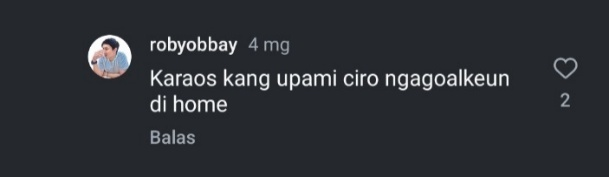 robyobbay 4 mg
Karaos kang upami ciro ngagoalkeun
di home
2
Balas